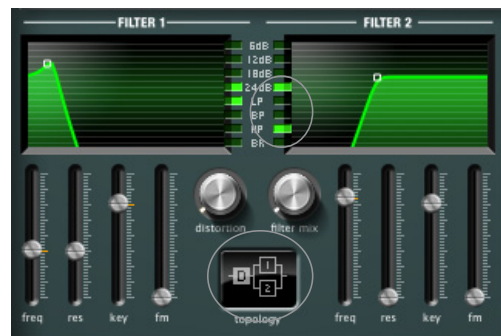 FILTER 1
FILTER 2
6dB
12dB
18dB
24dB
LP
BP
HP
BR
distortion
filter mix
D
1
2
freq
res
key
fm
topology
freq
res
key
fm